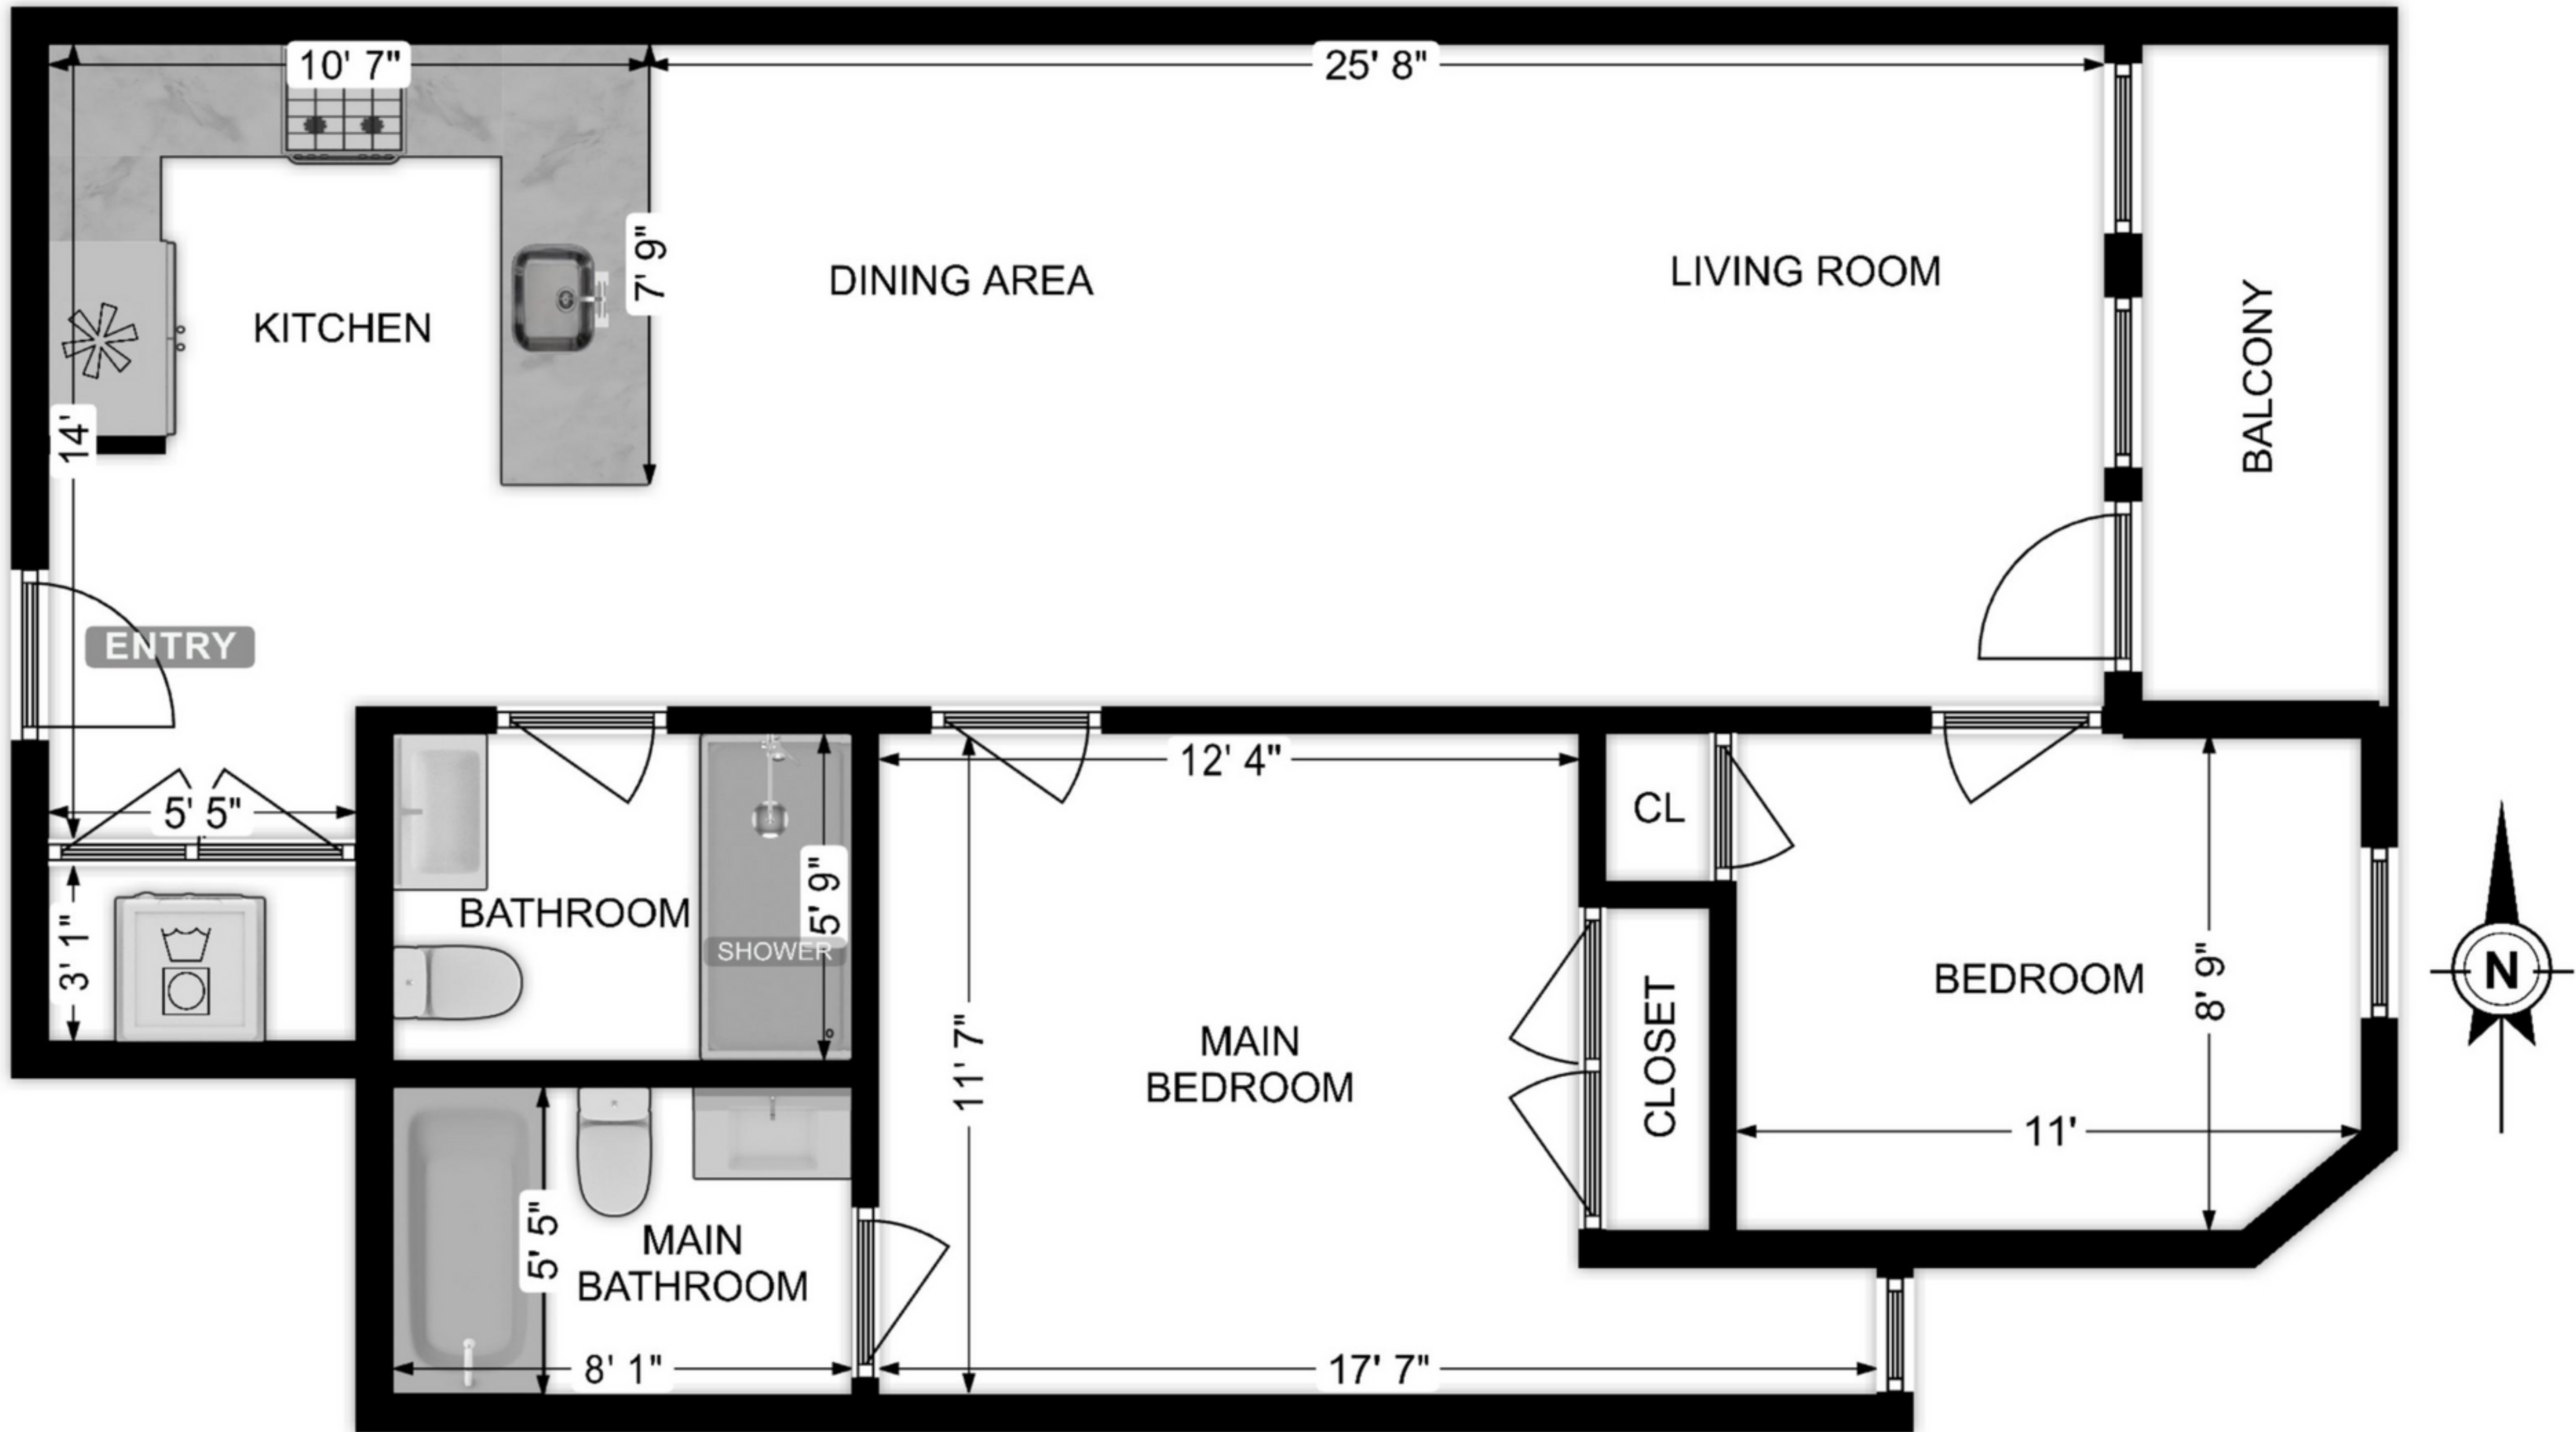 10' 7"
25' 8"
7' 9"
DINING AREA
LIVING ROOM
KITCHEN
BALCONY
14'
ENTRY
5' 5"
3' 1"
BATHROOM
SHOWER
5' 9"
12' 4"
11' 7"
MAIN
BEDROOM
CL
CLOSET
BEDROOM
8' 9"
11'
N
5' 5"
MAIN
BATHROOM
8' 1"
17' 7"